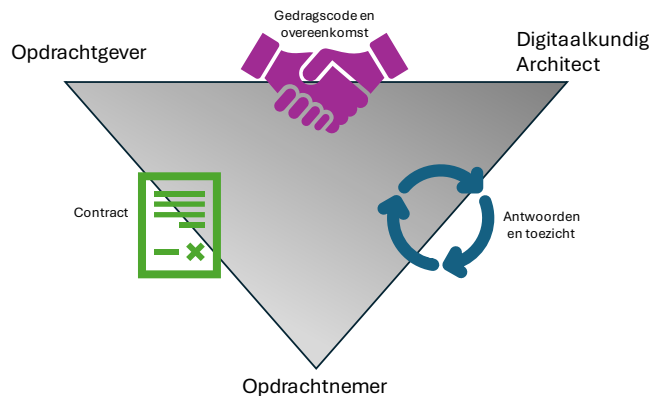 Gedragscode en
overeenkomst
Opdrachtgever
Digitaalkundig
Architect
Contract
Antwoorden
en toezicht
Opdrachtnemer